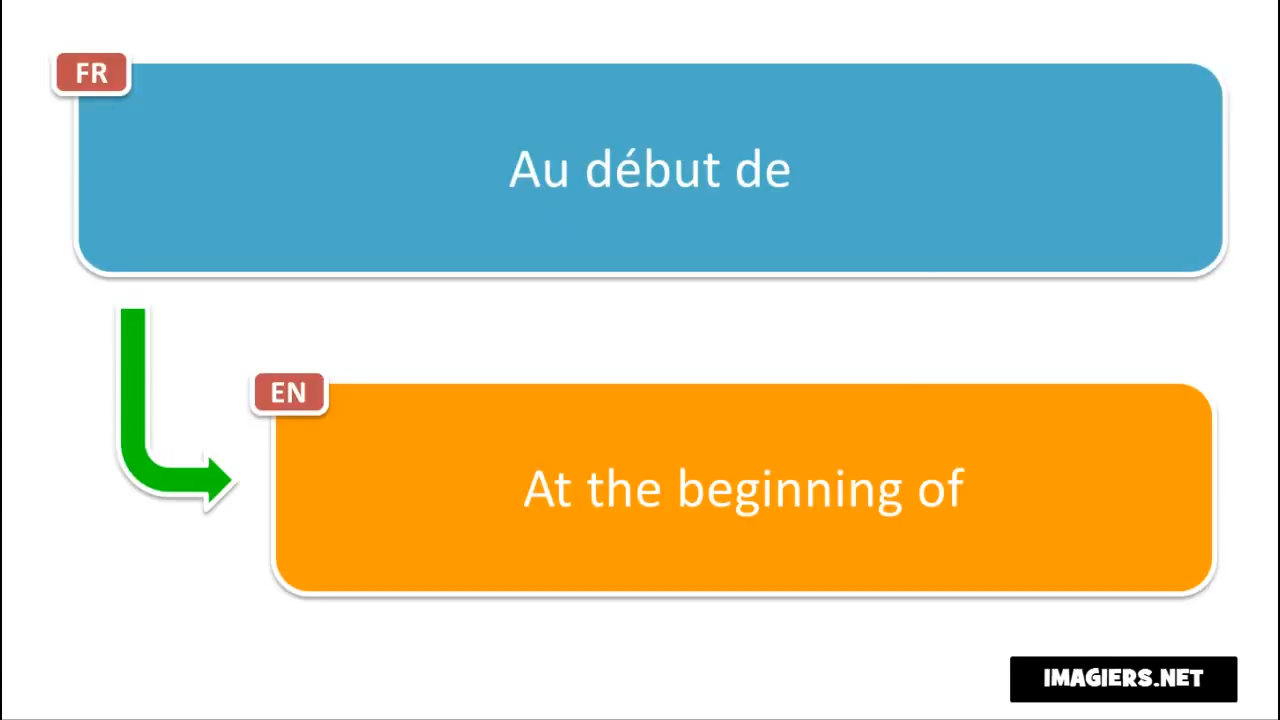 FR
Au début de
EN
At the beginning of
IMAGIERS.NET